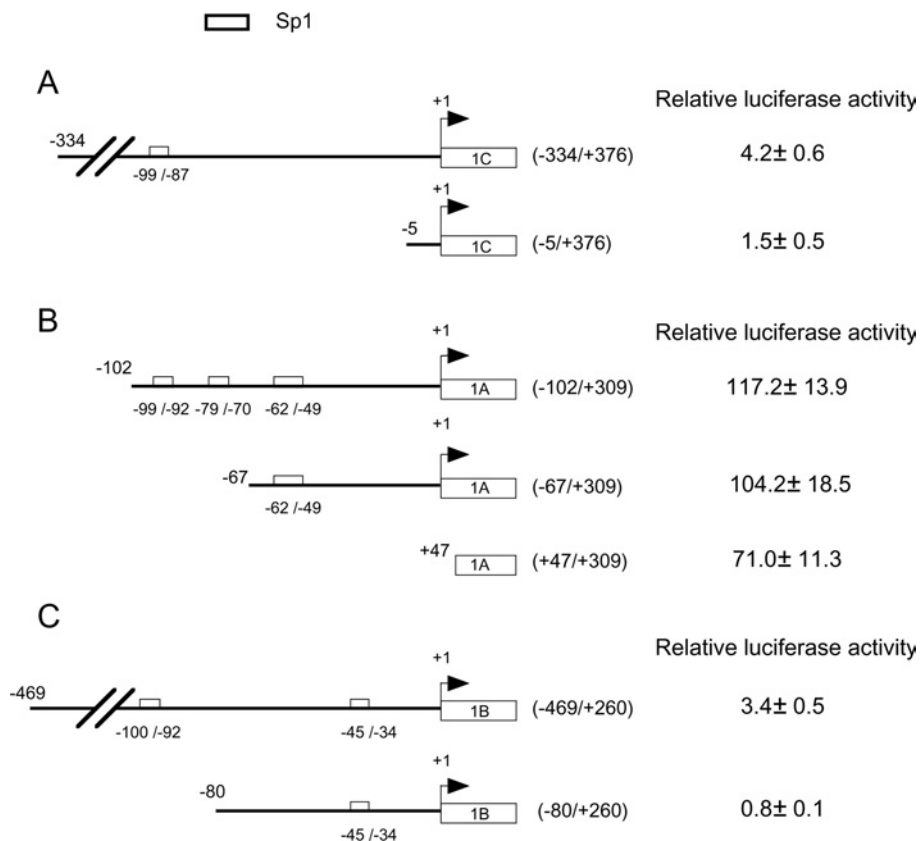 Sp1
A
Relative luciferase activity
+1
-334
-99 /-87
1C
(-334/+376)
4.2± 0.6
+1
-5
1C
(-5/+376)
1.5± 0.5
B
Relative luciferase activity
+1
-102
-99 /-92
-79 /-70
-62 /-49
1A
(-102/+309)
117.2± 13.9
+1
-67
-62 /-49
1A
(-67/+309)
104.2± 18.5
+47
1A
(+47/+309)
71.0± 11.3
C
Relative luciferase activity
+1
-469
-100 /-92
-45 /-34
1B
(-469/+260)
3.4± 0.5
+1
-80
-45 /-34
1B
(-80/+260)
0.8± 0.1